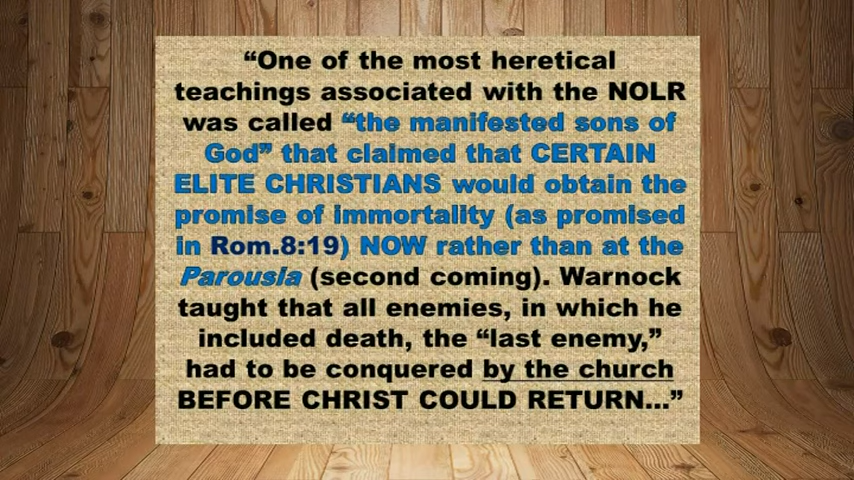 “One of the most heretical
teachings associated with the NOLR
was called “the manifested sons of
God” that claimed that CERTAIN
ELITE CHRISTIANS would obtain the
promise of immortality (as promised
in Rom.8:19) NOW rather than at the
Parousia (second coming). Warnock
taught that all enemies, in which he
included death, the “last enemy,”
had to be conquered by the church
BEFORE CHRIST COULD RETURN...”